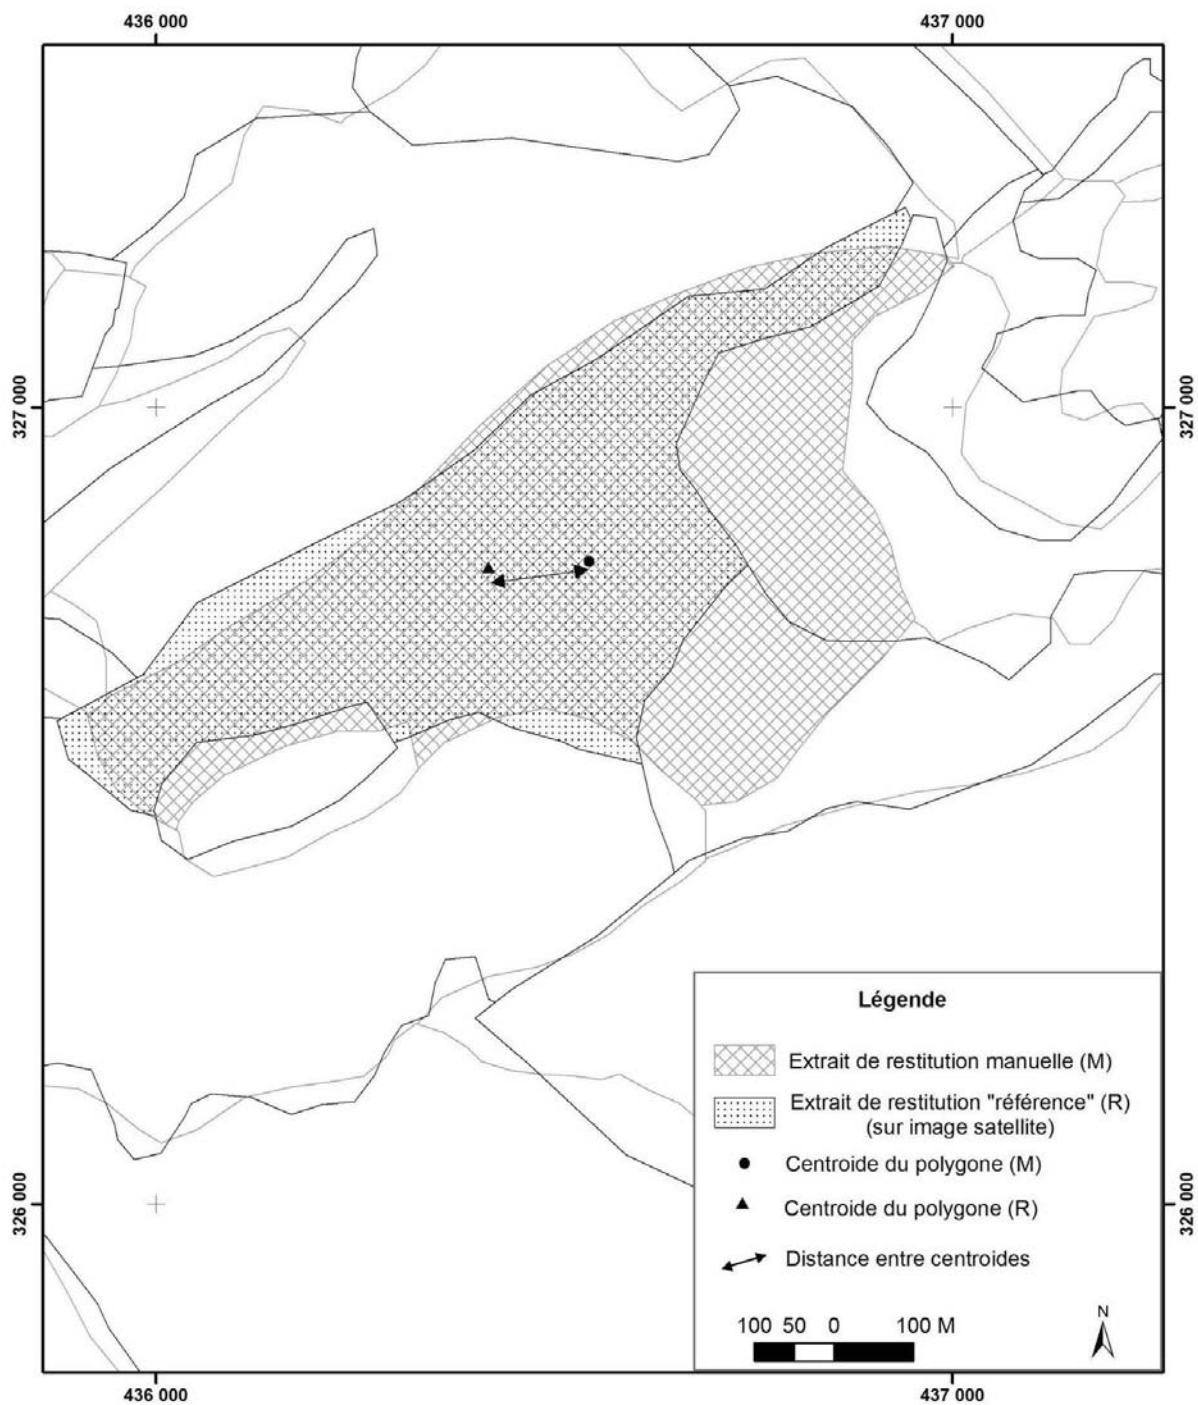 436 000
437 000
327 000
327 000
Légende
Extrait de restitution manuelle (M)
Extrait de restitution "référence" (R)
(sur image satellite)
Centroide du polygone (M)
Centroide du polygone (R)
Distance entre centroides
326 000
326 000
100 50 0 100 M
N
436 000
437 000